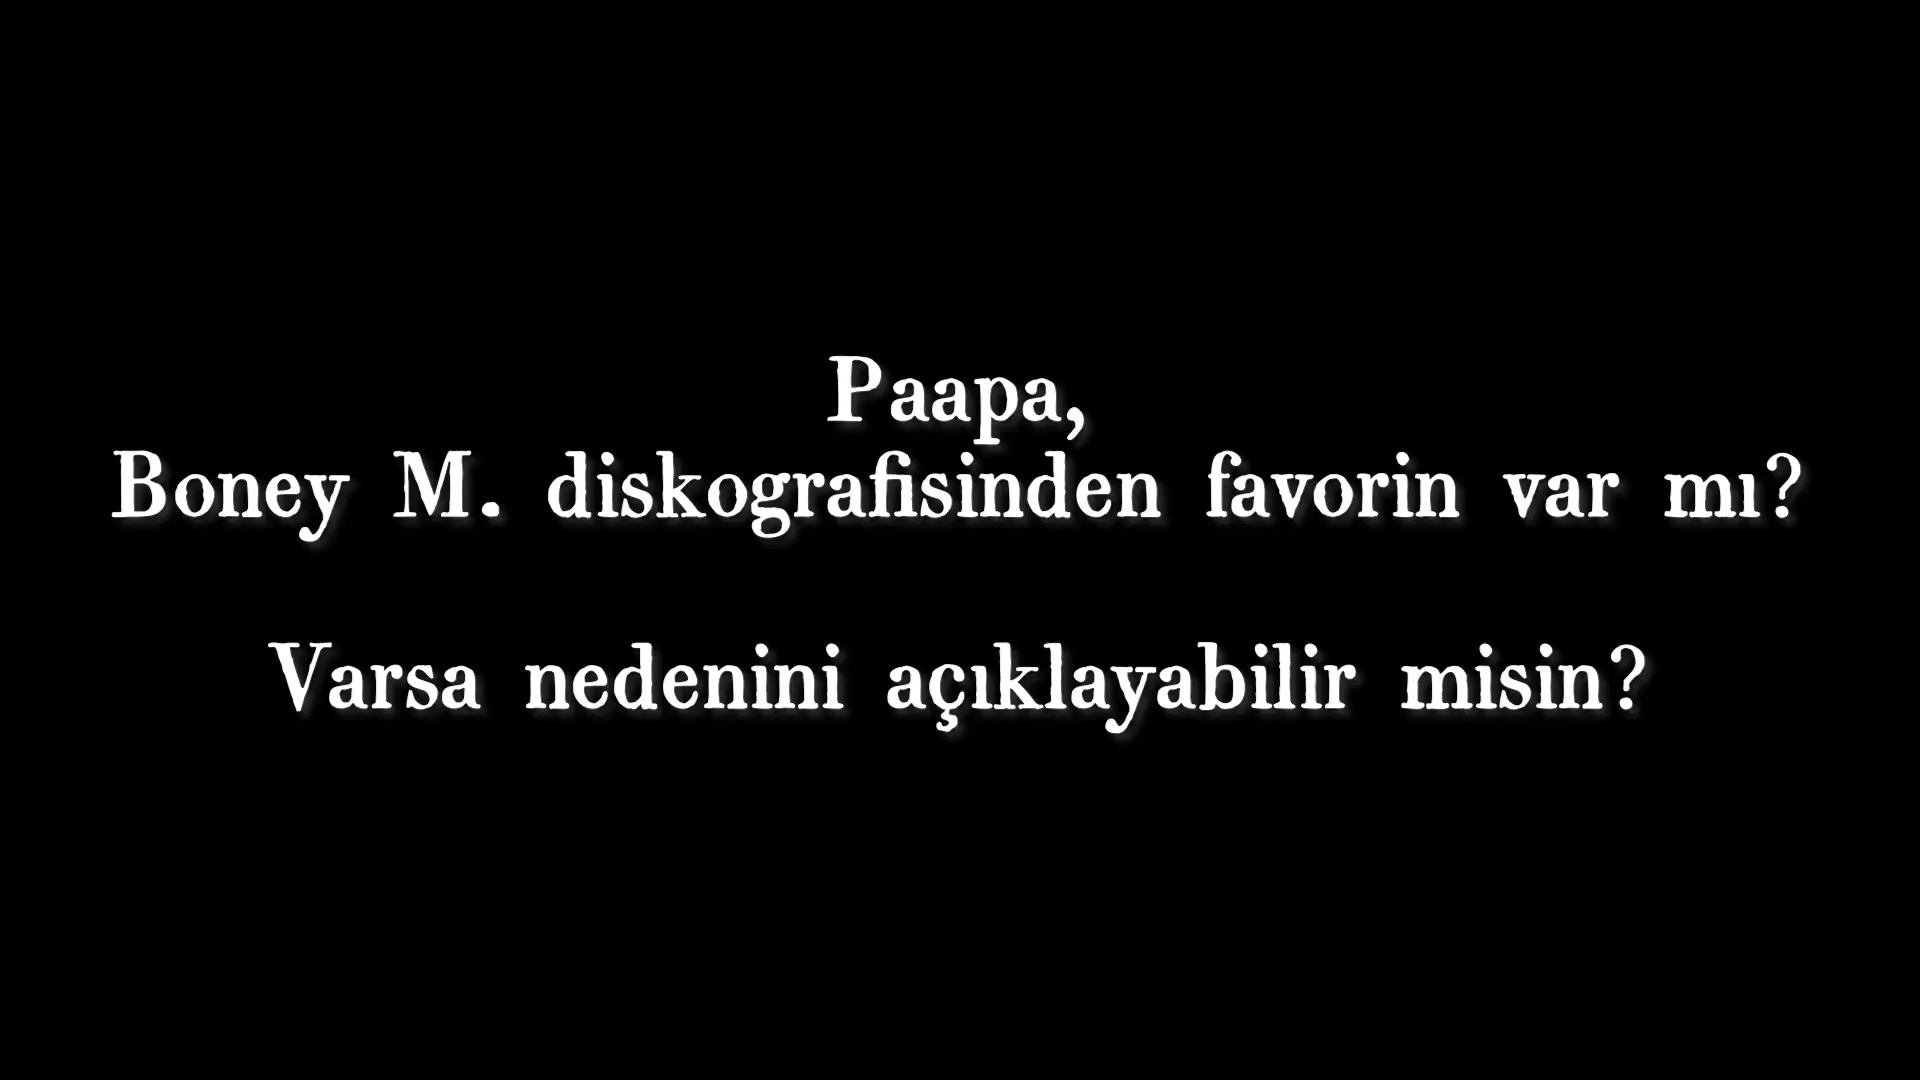 Paapa,
Boney M. diskografisinden favorin var mı?
Varsa nedenini açıklayabilir misin?